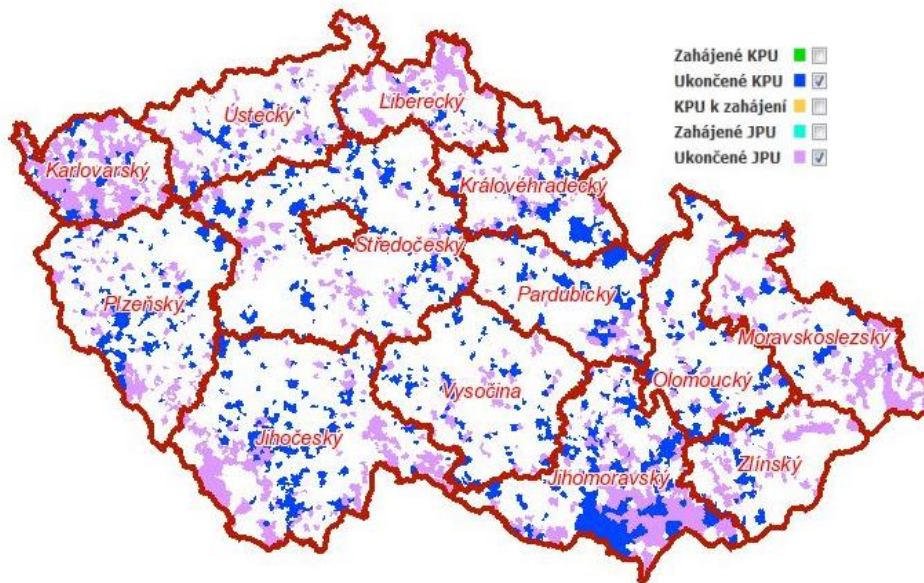 Zahájené KPU
Ukončené KPU
KPU k zahájení
Zahájené JPU
Ukončené JPU
Ústecký
Liberecký
Karlovarský
Královéhradecký
Středočeský
Plzeňský
Pardubický
Moravskoslezský
Olomoucký
Vysočina
Jihočeský
Zlínský
Jihomoravský